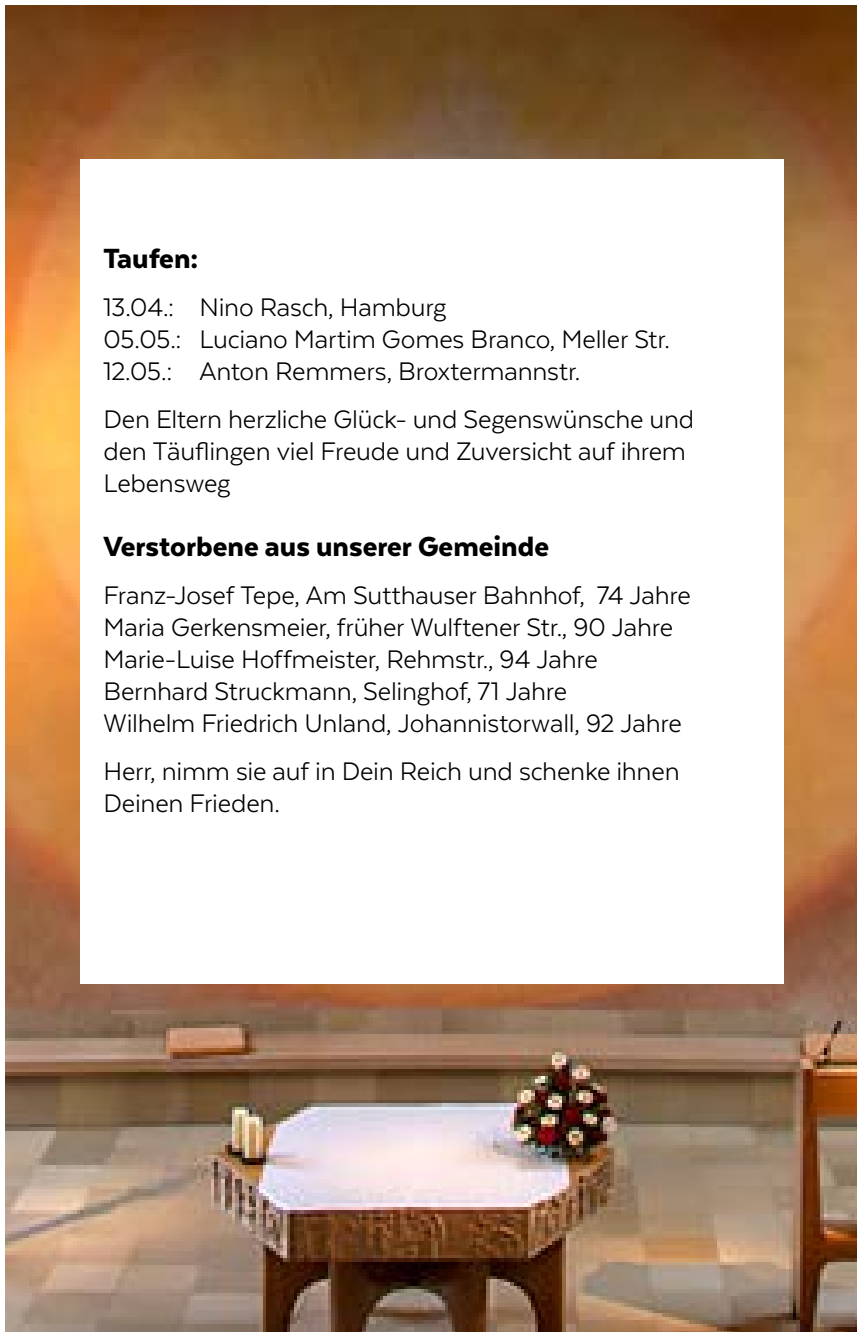 Taufen:
13.04.: Nino Rasch, Hamburg
05.05.: Luciano Martim Gomes Branco, Meller Str.
12.05.: Anton Remmers, Broxtermannstr.
Den Eltern herzliche Glück- und Segenswünsche und
den Täuflingen viel Freude und Zuversicht auf ihrem
Lebensweg
Verstorbene aus unserer Gemeinde
Franz-Josef Tepe, Am Sutthauser Bahnhof, 74 Jahre
Maria Gerkensmeier, früher Wulftener Str., 90 Jahre
Marie-Luise Hoffmeister, Rehmstr., 94 Jahre
Bernhard Struckmann, Selinghof, 71 Jahre
Wilhelm Friedrich Unland, Johannistorwall, 92 Jahre
Herr, nimm sie auf in Dein Reich und schenke ihnen
Deinen Frieden.